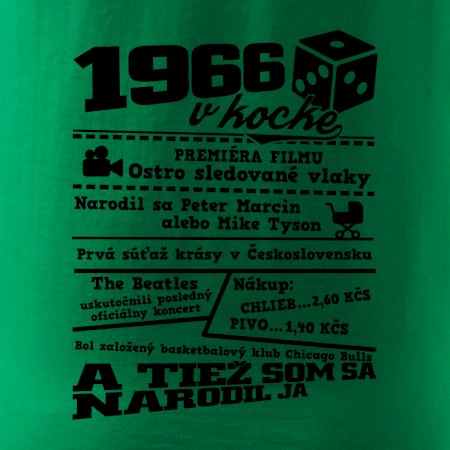 1966
v kocke
PREMIÉRA FILMU
Ostro sledované vlaky
Narodil sa Peter Marcin
alebo Mike Tyson
Prvá súťaž krásy v Československu
The Beatles
uskutočnili posledný
oficiálny koncert
Nákup:
CHLIEB...2,60 KČS
PIVO...1,40 KČS
Bol založený basketbalový klub Chicago Bulls
A TIEŽ SOM SA
NARODIL JA